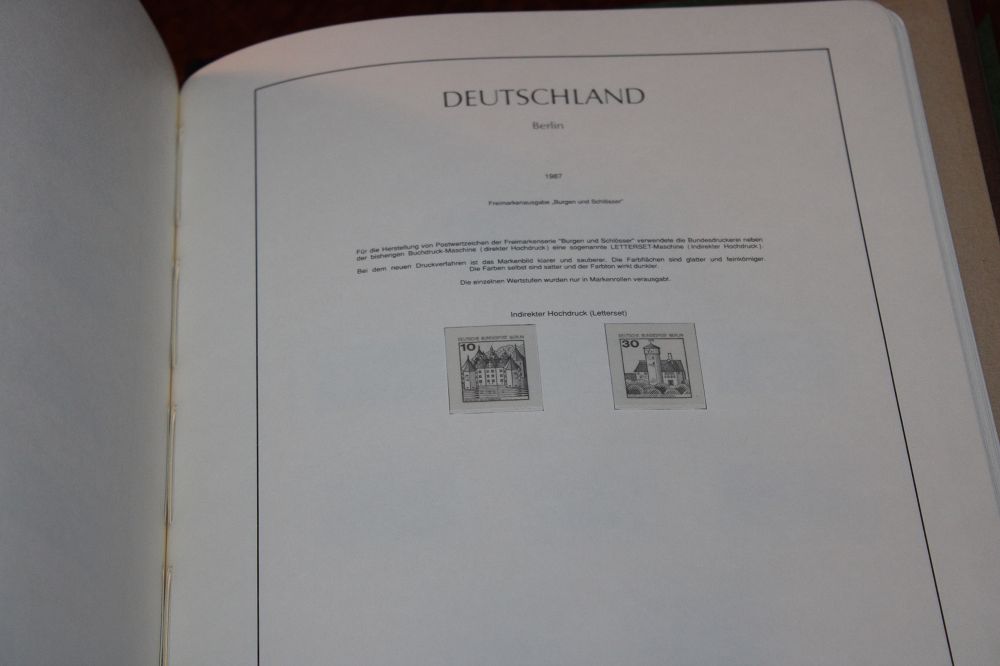 DEUTSCHLAND
Berlin
1987
Freimarkenausgabe „Burgen und Schlösser"
Für die Herstellung von Postwertzeichen der Freimarkenserie "Burgen und Schlösser" verwendete die Bundesdruckerei neben
der bisherigen Buchdruck-Maschine (direkter Hochdruck) eine sogenannte LETTERSET-Maschine (Indirekter Hochdruck).
Bei dem neuen Druckverfahren ist das Markenbild klarer und sauberer. Die Farbflächen sind glatter und feinkörniger.
Die Farben selbst sind satter und der Farbton wirkt dunkler.
Die einzelnen Wertstufen wurden nur in Markenrollen verausgabt.
Indirekter Hochdruck (Letterset)
DEUTSCHE BUNDESPOST BERLIN
10
DEUTSCHE BUNDESPOST BERLIN
30